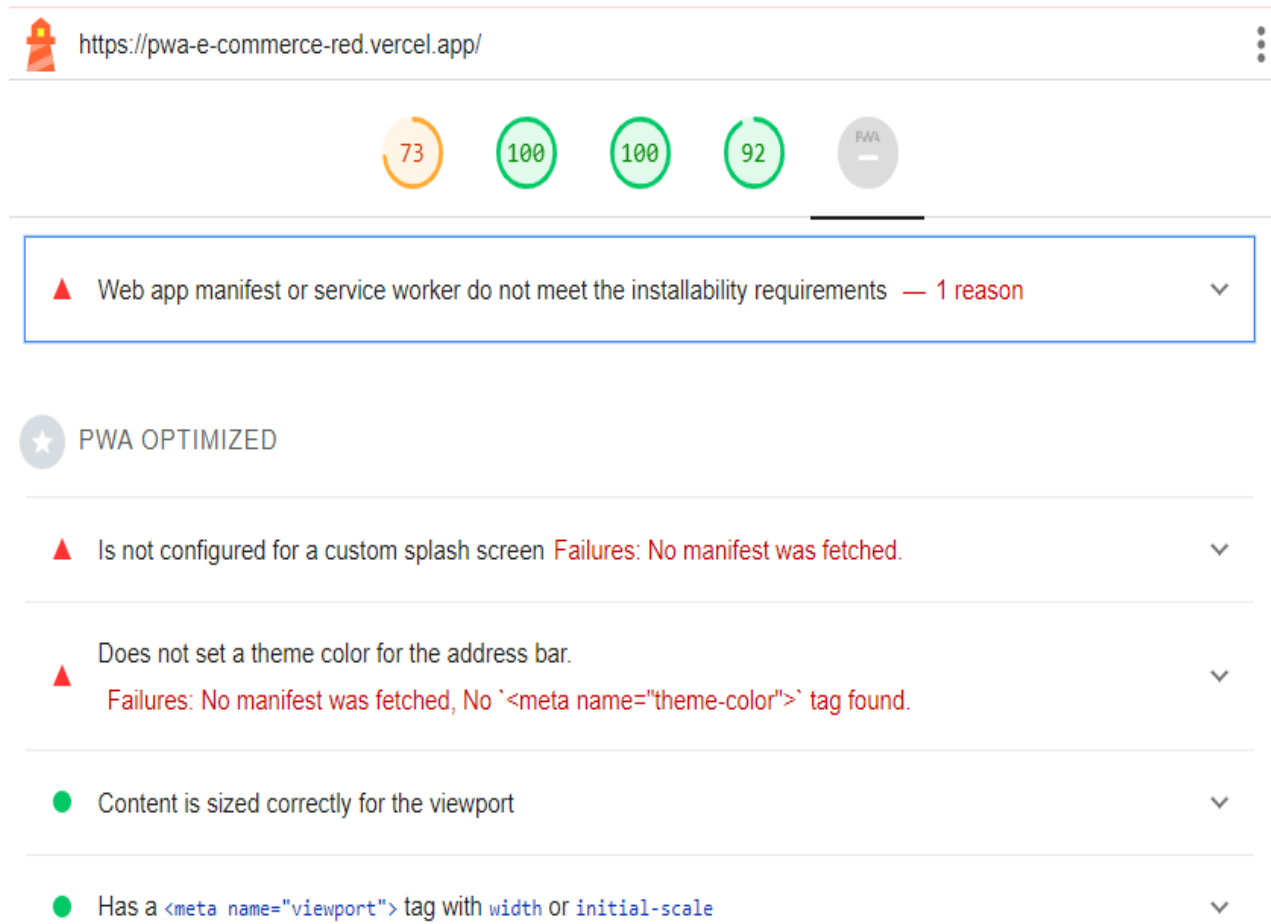 https://pwa-e-commerce-red.vercel.app/
73 100 100 92 PWA
Web app manifest or service worker do not meet the installability requirements — 1 reason
PWA OPTIMIZED
Is not configured for a custom splash screen Failures: No manifest was fetched.
Does not set a theme color for the address bar.
Failures: No manifest was fetched, No `<meta name="theme-color">` tag found.
Content is sized correctly for the viewport
Has a <meta name="viewport"> tag with width or initial-scale